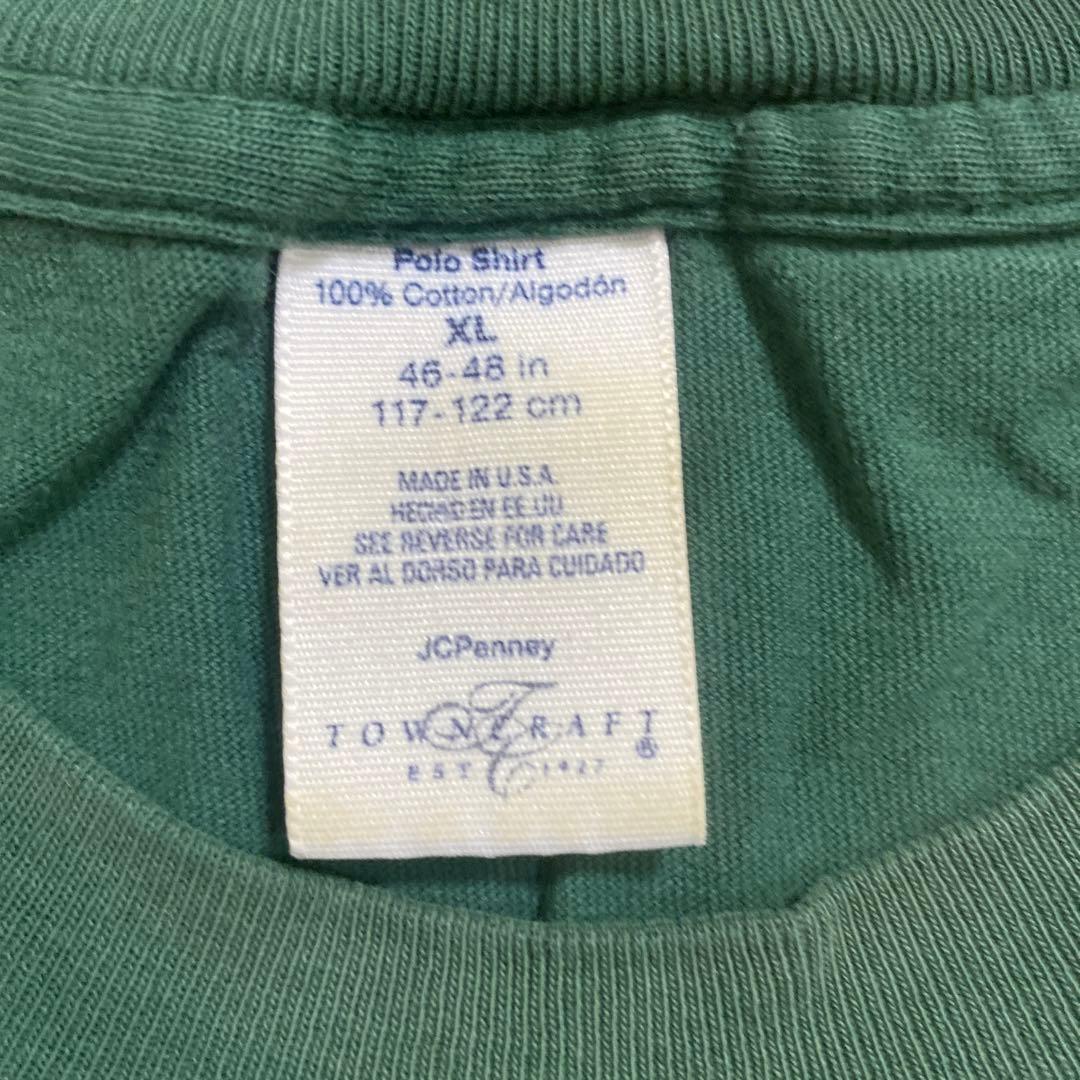 Polo Shirt
100% Cotton/Algodón
XL
46-48 in
117-122 cm
MADE IN U.S.A.
HECHO EN EE.UU
SEE REVERSE FOR CARE
VER AL DORSO PARA CUIDADO
JCPenney
TOWNCRAFT®
EST 1927